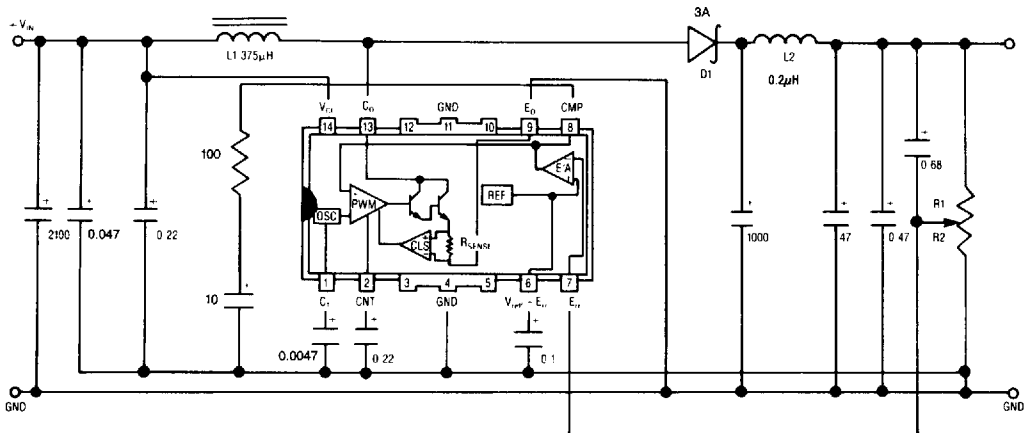 + VIN
L1 375µH
3A
D1
L2
0.2µH
VCC
CO
GND
EO
CMP
14
13
12
11
10
9
8
100
E/A
REF
PWM
OSC
CLS
RSENSE
R1
R2
+
2100
+
0.047
+
0 22
10
1
2
3
4
5
6
7
CT
CNT
GND
Vref + Err
Err
+
0.0047
+
0 22
+
0 1
+
1000
+
47
+
0 47
+
0 68
GND
GND